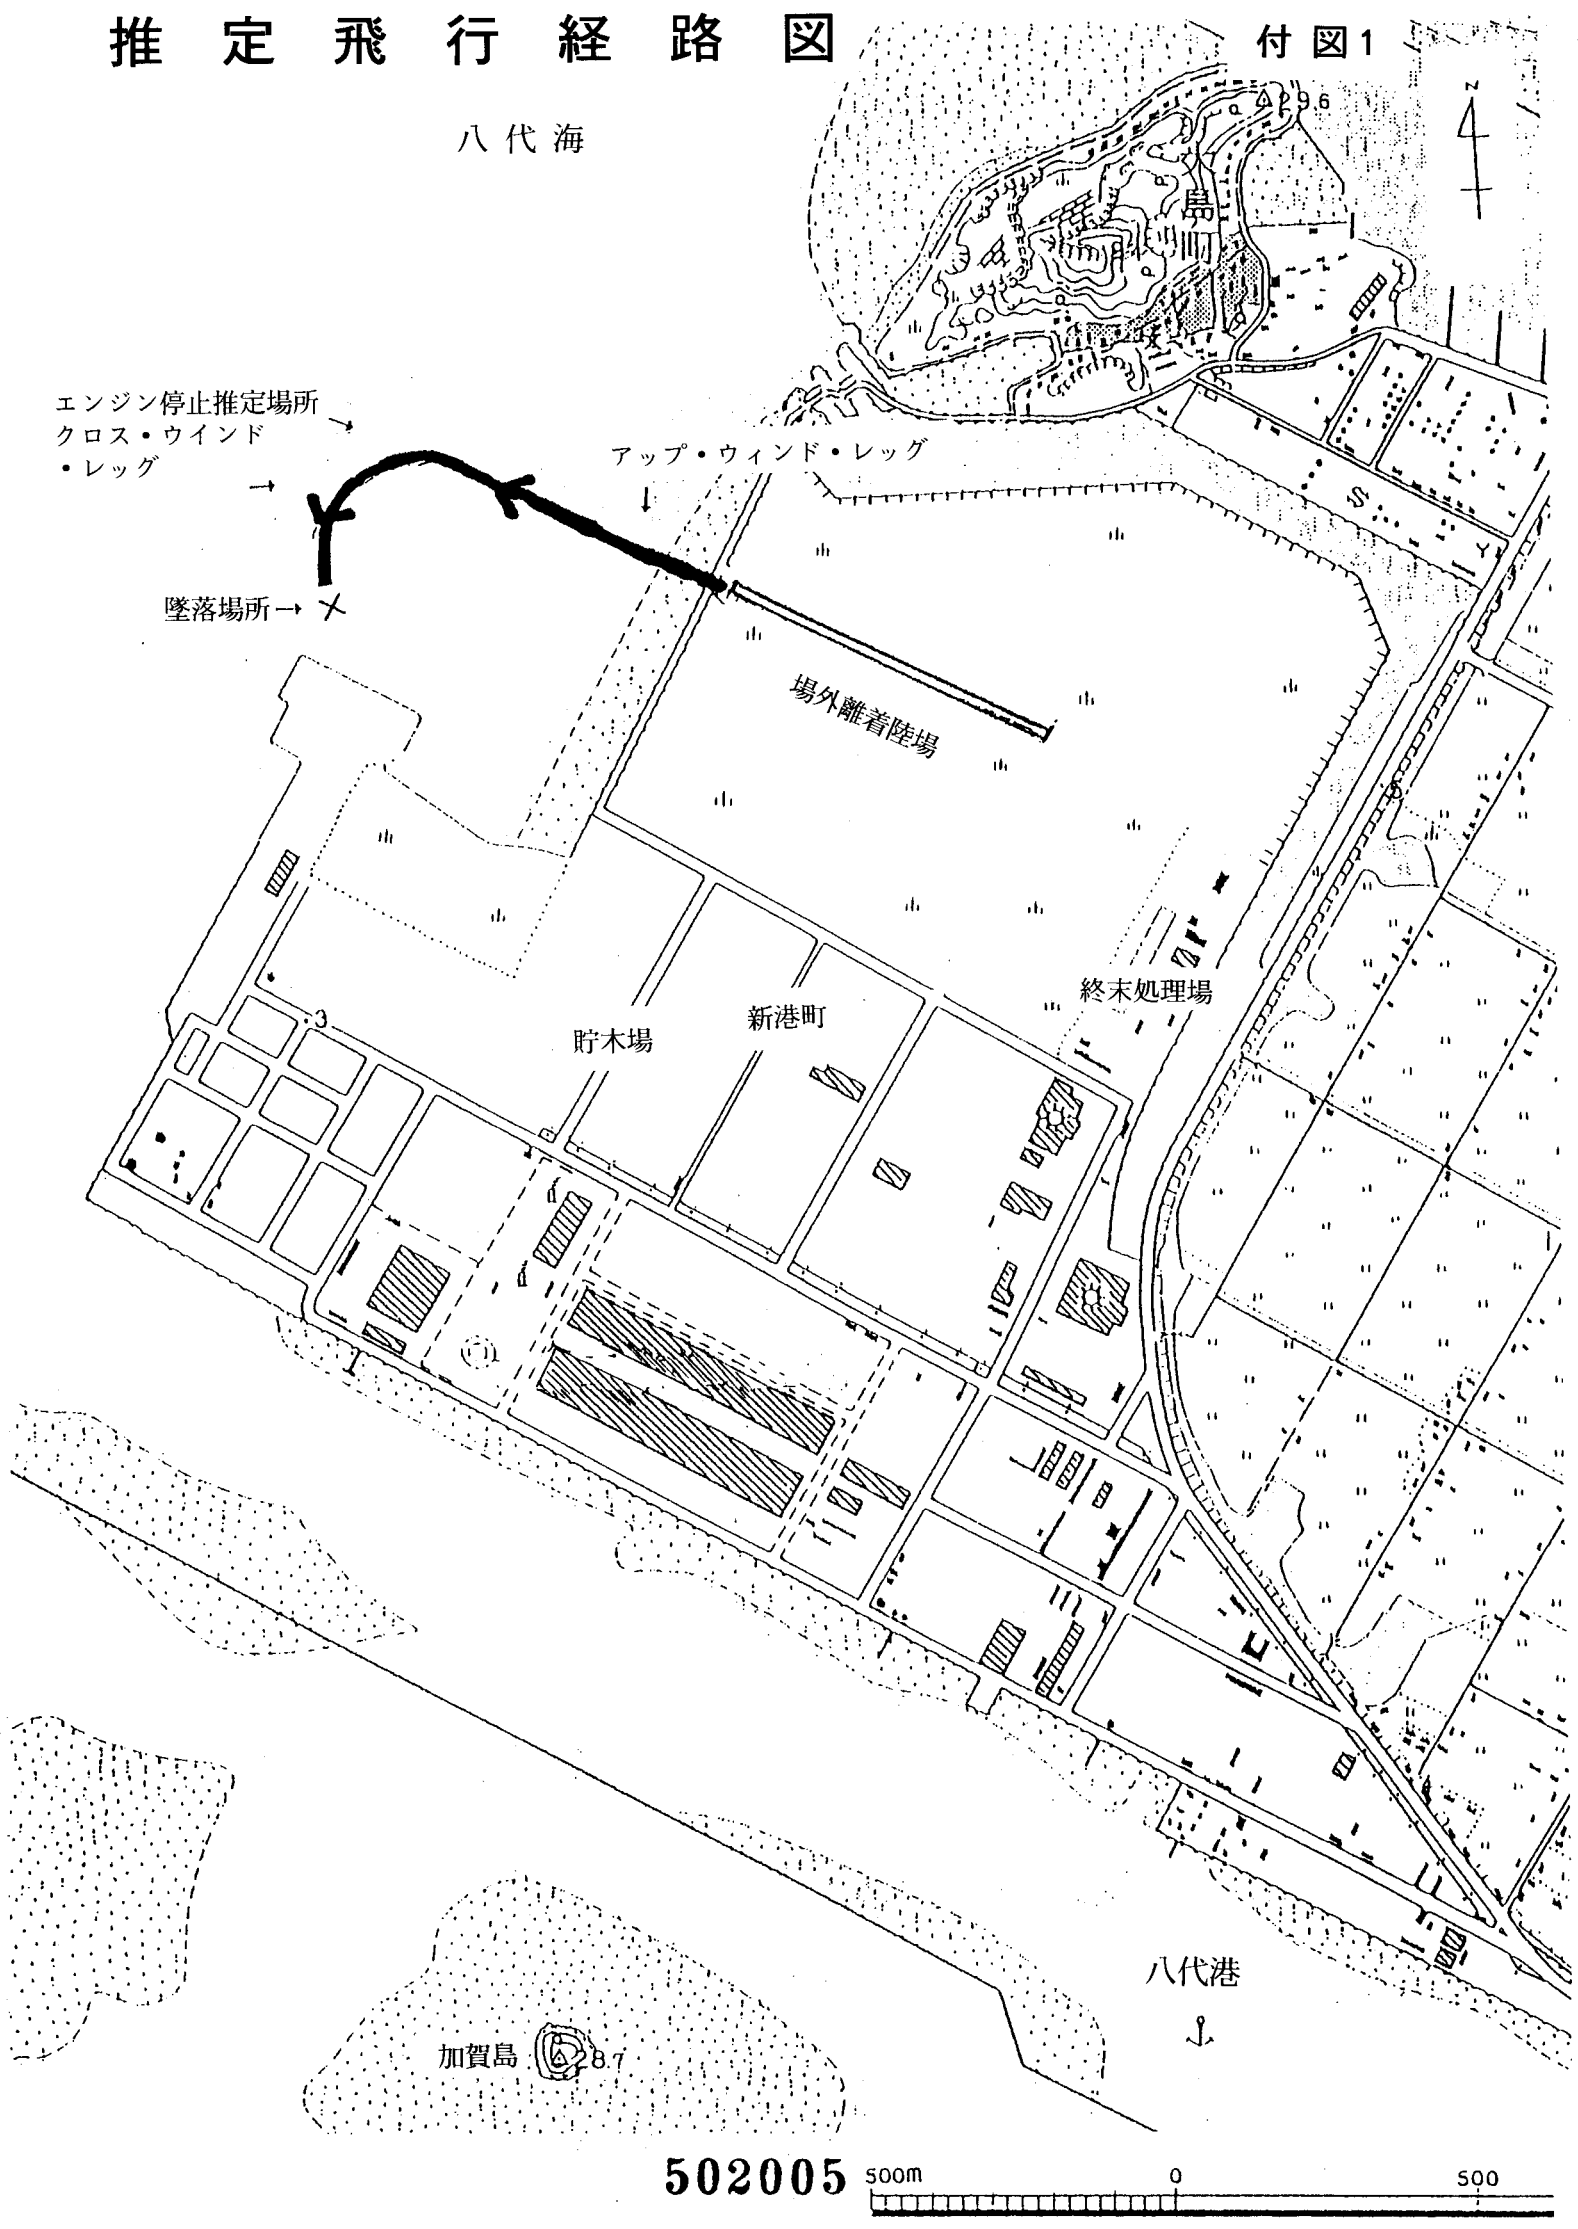 推定飛行経路図
付図1
八代海
N
29.6
島
町
エンジン停止推定場所
クロス・ウインド
・レッグ
アップ・ウィンド・レッグ
墜落場所
場外離着陸場
終末処理場
新港町
貯木場
.3
八代港
加賀島
28.7
502005
500m 0 500